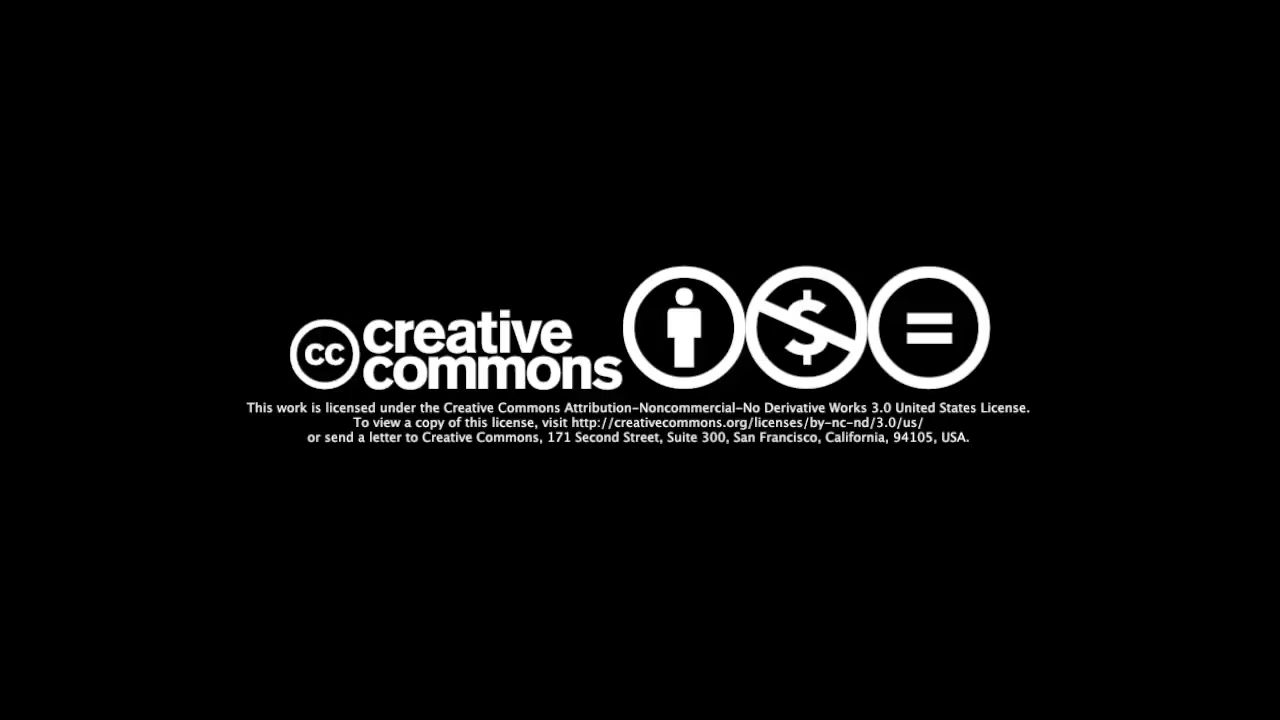 cc creative
commons
This work is licensed under the Creative Commons Attribution-Noncommercial-No Derivative Works 3.0 United States License.
To view a copy of this license, visit http://creativecommons.org/licenses/by-nc-nd/3.0/us/
or send a letter to Creative Commons, 171 Second Street, Suite 300, San Francisco, California, 94105, USA.